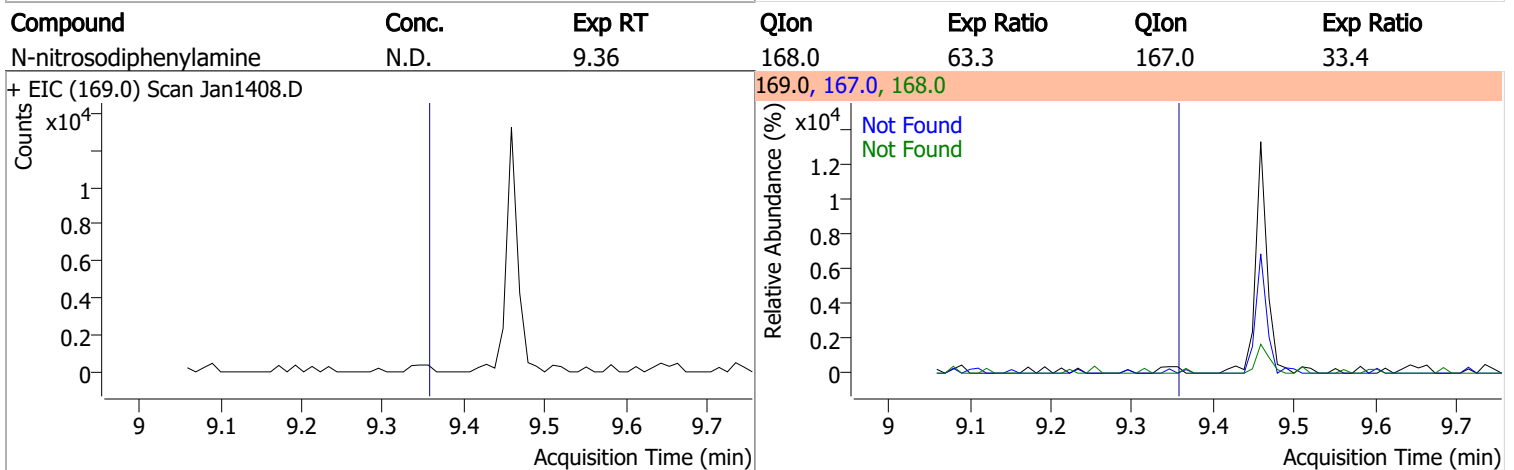 Compound Conc. Exp RT QIon Exp Ratio QIon Exp Ratio
N-nitrosodiphenylamine N.D. 9.36 168.0 63.3 167.0 33.4
+ EIC (169.0) Scan Jan1408.D
Counts
x10⁴
1
0.8
0.6
0.4
0.2
0
9 9.1 9.2 9.3 9.4 9.5 9.6 9.7
Acquisition Time (min)
169.0, 167.0, 168.0
Relative Abundance (%)
x10⁴
Not Found
Not Found
1.2
1
0.8
0.6
0.4
0.2
0
9 9.1 9.2 9.3 9.4 9.5 9.6 9.7
Acquisition Time (min)